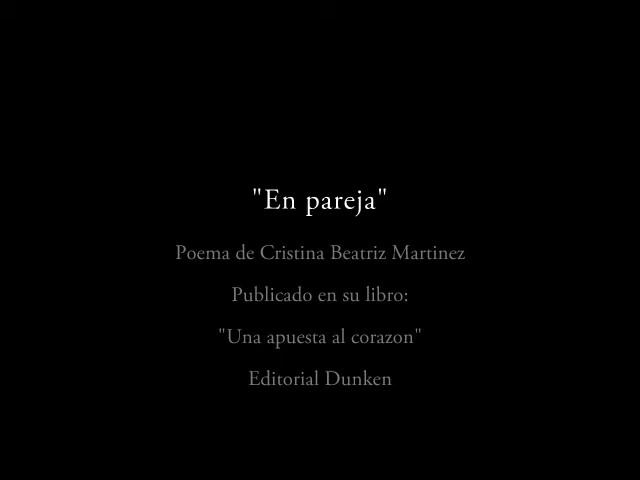 "En pareja"
Poema de Cristina Beatriz Martinez
Publicado en su libro:
"Una apuesta al corazon"
Editorial Dunken